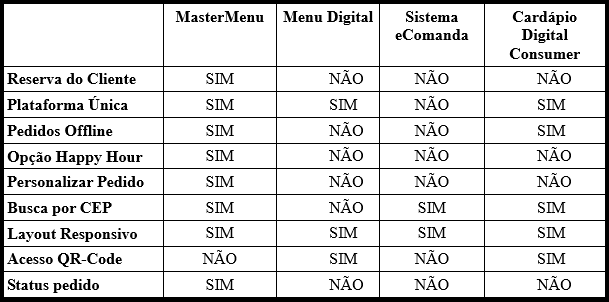 MasterMenu Menu Digital Sistema eComanda Cardápio Digital Consumer
Reserva do Cliente SIM NÃO NÃO NÃO
Plataforma Única SIM SIM NÃO SIM
Pedidos Offline SIM NÃO NÃO SIM
Opção Happy Hour SIM NÃO NÃO NÃO
Personalizar Pedido SIM NÃO NÃO NÃO
Busca por CEP SIM NÃO SIM SIM
Layout Responsivo SIM SIM SIM SIM
Acesso QR-Code NÃO SIM NÃO SIM
Status pedido SIM NÃO NÃO NÃO